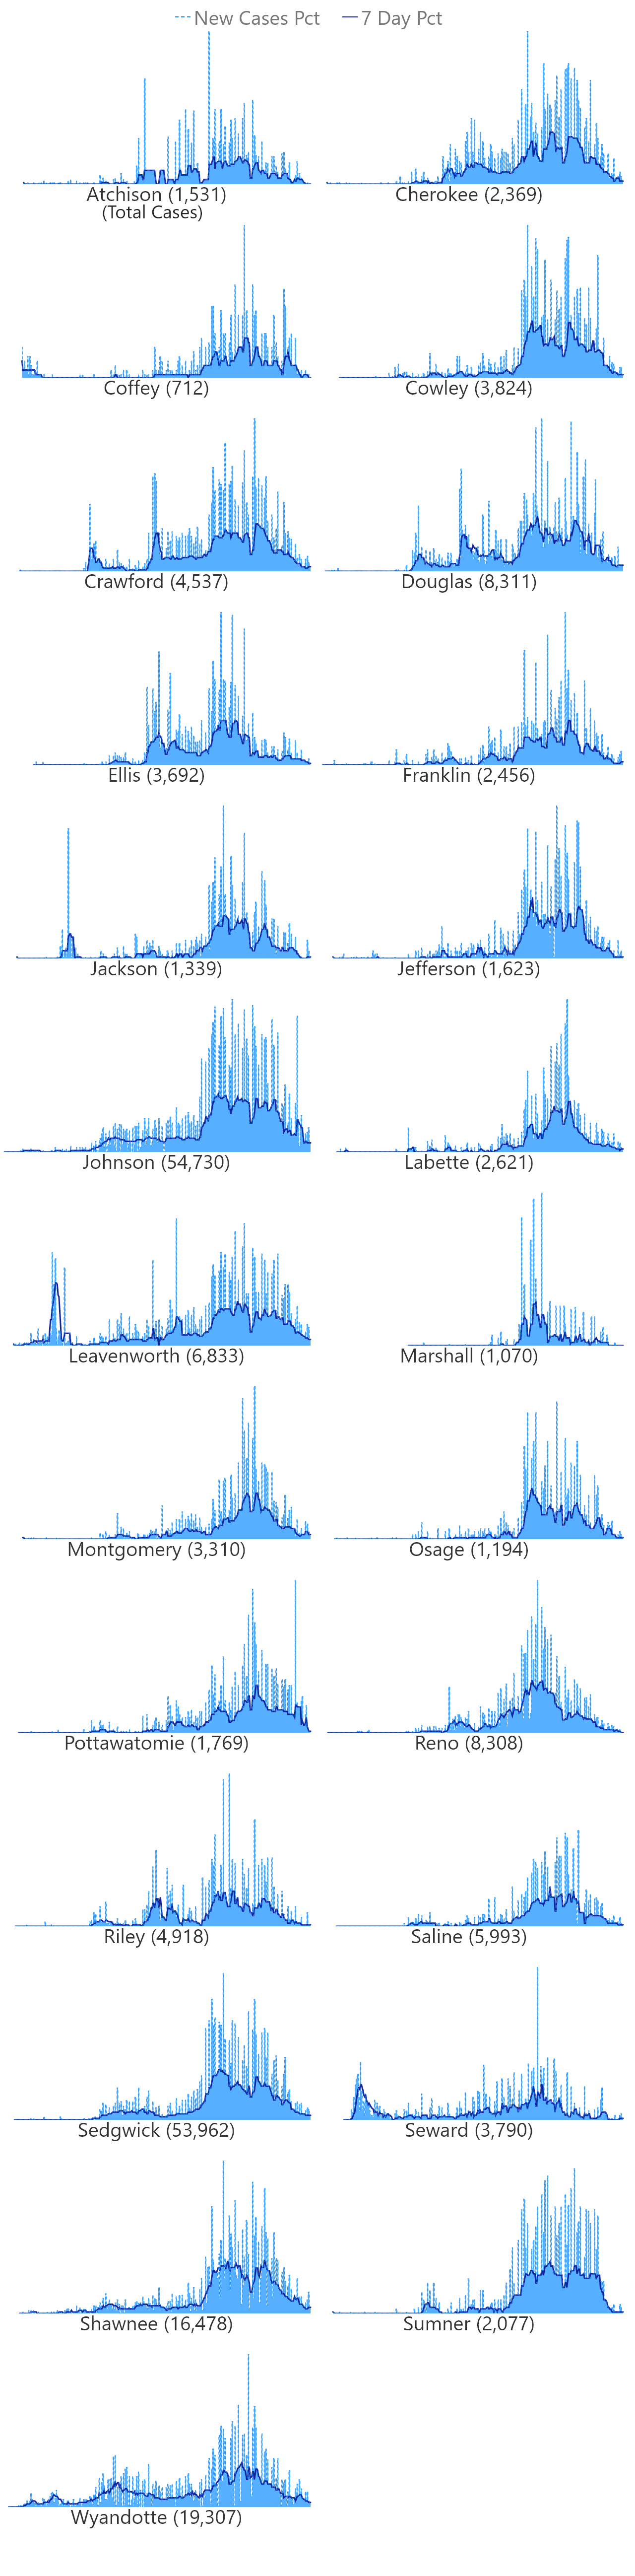 New Cases Pct 7 Day Pct
Atchison (1,531) Cherokee (2,369)
(Total Cases)
Coffey (712) Cowley (3,824)
Crawford (4,537) Douglas (8,311)
Ellis (3,692) Franklin (2,456)
Jackson (1,339) Jefferson (1,623)
Johnson (54,730) Labette (2,621)
Leavenworth (6,833) Marshall (1,070)
Montgomery (3,310) Osage (1,194)
Pottawatomie (1,769) Reno (8,308)
Riley (4,918) Saline (5,993)
Sedgwick (53,962) Seward (3,790)
Shawnee (16,478) Sumner (2,077)
Wyandotte (19,307)